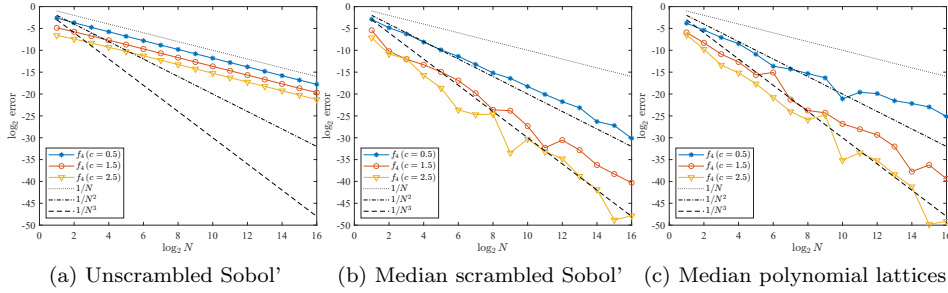 0
-5
-10
-15
-20
-25
-30
-35
-40
-45
-50
log₂ error
f₄ (c = 0.5)
f₄ (c = 1.5)
f₄ (c = 2.5)
1/N
1/N²
1/N³
0 2 4 6 8 10 12 14 16
log₂ N
(a) Unscrambled Sobol'
0
-5
-10
-15
-20
-25
-30
-35
-40
-45
-50
log₂ error
f₄ (c = 0.5)
f₄ (c = 1.5)
f₄ (c = 2.5)
1/N
1/N²
1/N³
0 2 4 6 8 10 12 14 16
log₂ N
(b) Median scrambled Sobol'
0
-5
-10
-15
-20
-25
-30
-35
-40
-45
-50
log₂ error
f₄ (c = 0.5)
f₄ (c = 1.5)
f₄ (c = 2.5)
1/N
1/N²
1/N³
0 2 4 6 8 10 12 14 16
log₂ N
(c) Median polynomial lattices